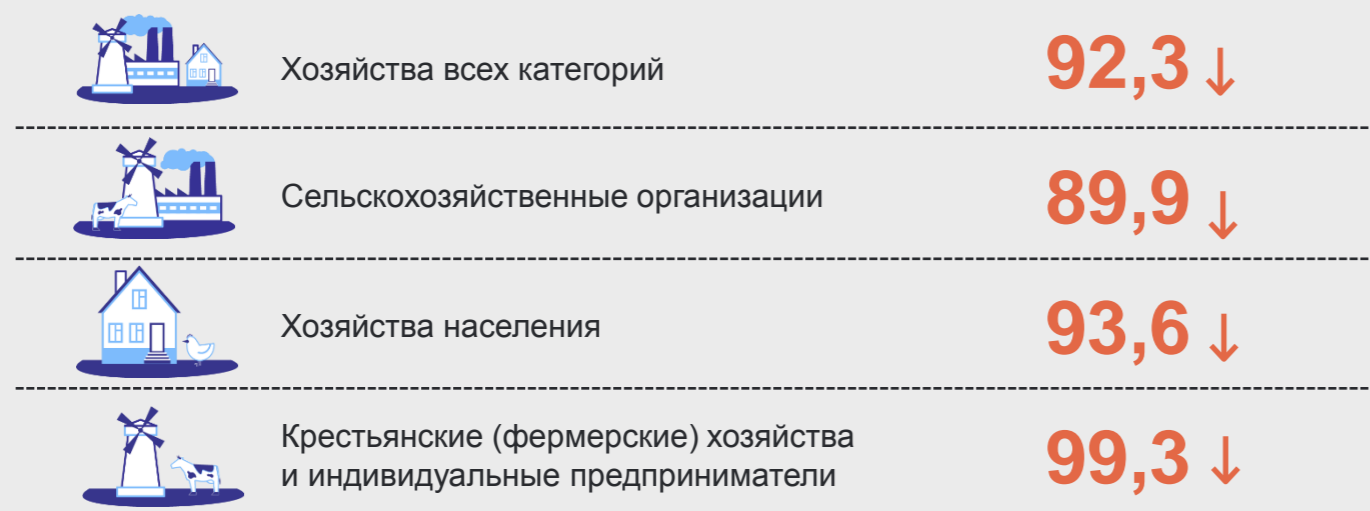 Хозяйства всех категорий
92,3 ↓
Сельскохозяйственные организации
89,9 ↓
Хозяйства населения
93,6 ↓
Крестьянские (фермерские) хозяйства
и индивидуальные предприниматели
99,3 ↓